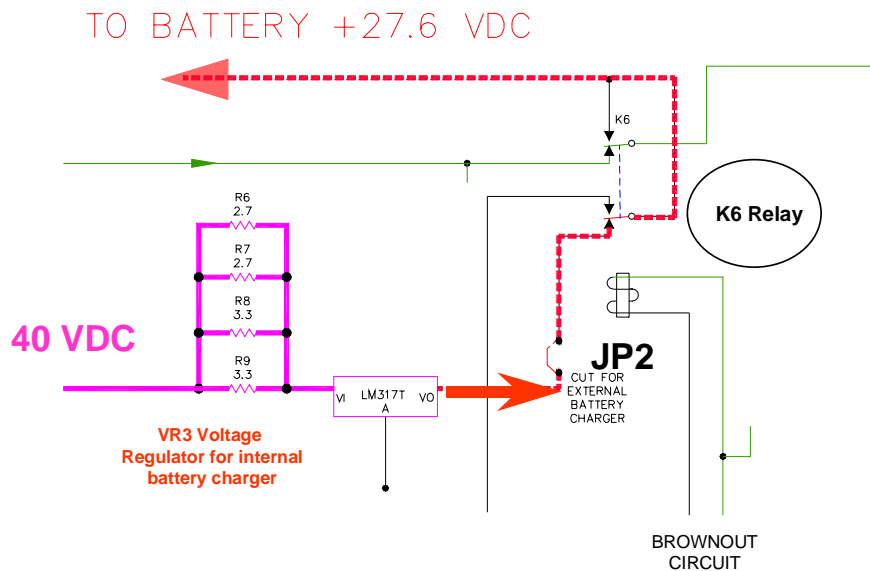 TO BATTERY +27.6 VDC
K6
K6 Relay
R6
2.7
R7
2.7
R8
3.3
R9
3.3
40 VDC
VI
LM317T
A
VO
JP2
CUT FOR
EXTERNAL
BATTERY
CHARGER
VR3 Voltage
Regulator for internal
battery charger
BROWNOUT
CIRCUIT